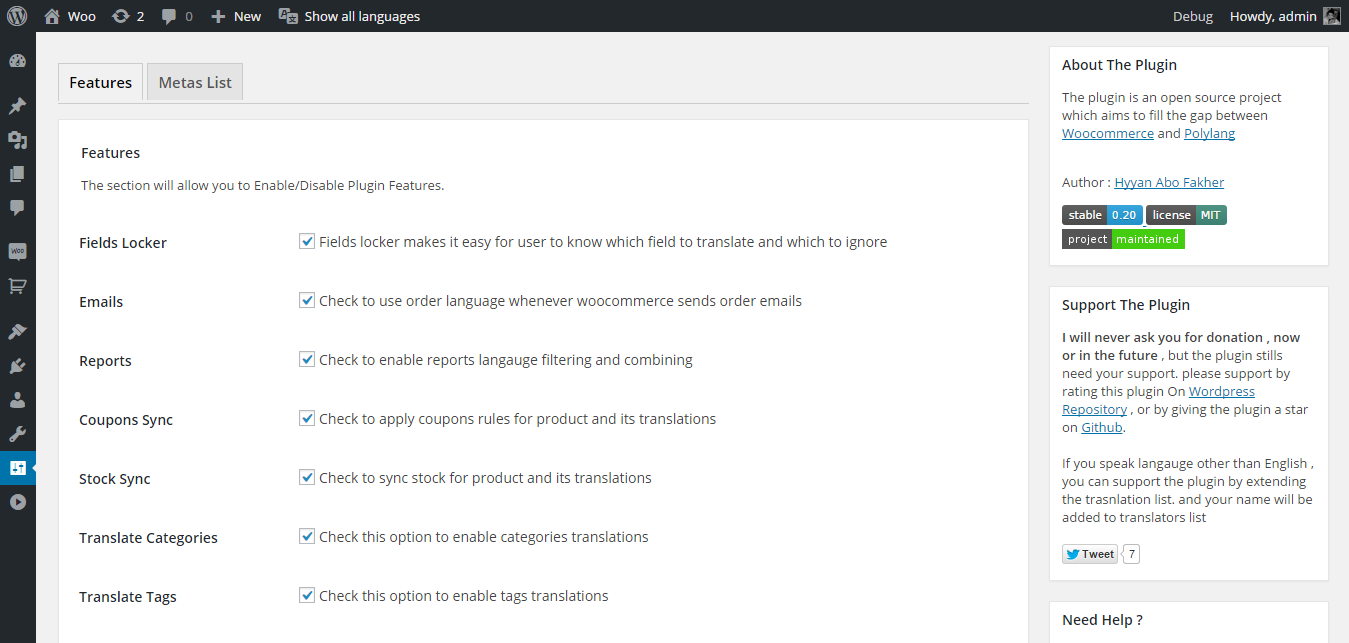 Woo 2 0 New Show all languages Debug Howdy, admin
Features Metas List
Features
The section will allow you to Enable/Disable Plugin Features.
Fields Locker Fields locker makes it easy for user to know which field to translate and which to ignore
Emails Check to use order language whenever woocommerce sends order emails
Reports Check to enable reports langauge filtering and combining
Coupons Sync Check to apply coupons rules for product and its translations
Stock Sync Check to sync stock for product and its translations
Translate Categories Check this option to enable categories translations
Translate Tags Check this option to enable tags translations
About The Plugin
The plugin is an open source project
which aims to fill the gap between
Woocommerce and Polylang
Author : Hyyan Abo Fakher
stable 0.20 license MIT
project maintained
Support The Plugin
I will never ask you for donation , now
or in the future , but the plugin stills
need your support. please support by
rating this plugin On Wordpress
Repository , or by giving the plugin a star
on Github.
If you speak langauge other than English ,
you can support the plugin by extending
the trasnlation list. and your name will be
added to translators list
Tweet 7
Need Help ?